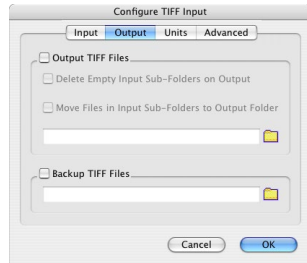 Configure TIFF Input
Input Output Units Advanced
Output TIFF Files
Delete Empty Input Sub-Folders on Output
Move Files in Input Sub-Folders to Output Folder
Backup TIFF Files
Cancel OK